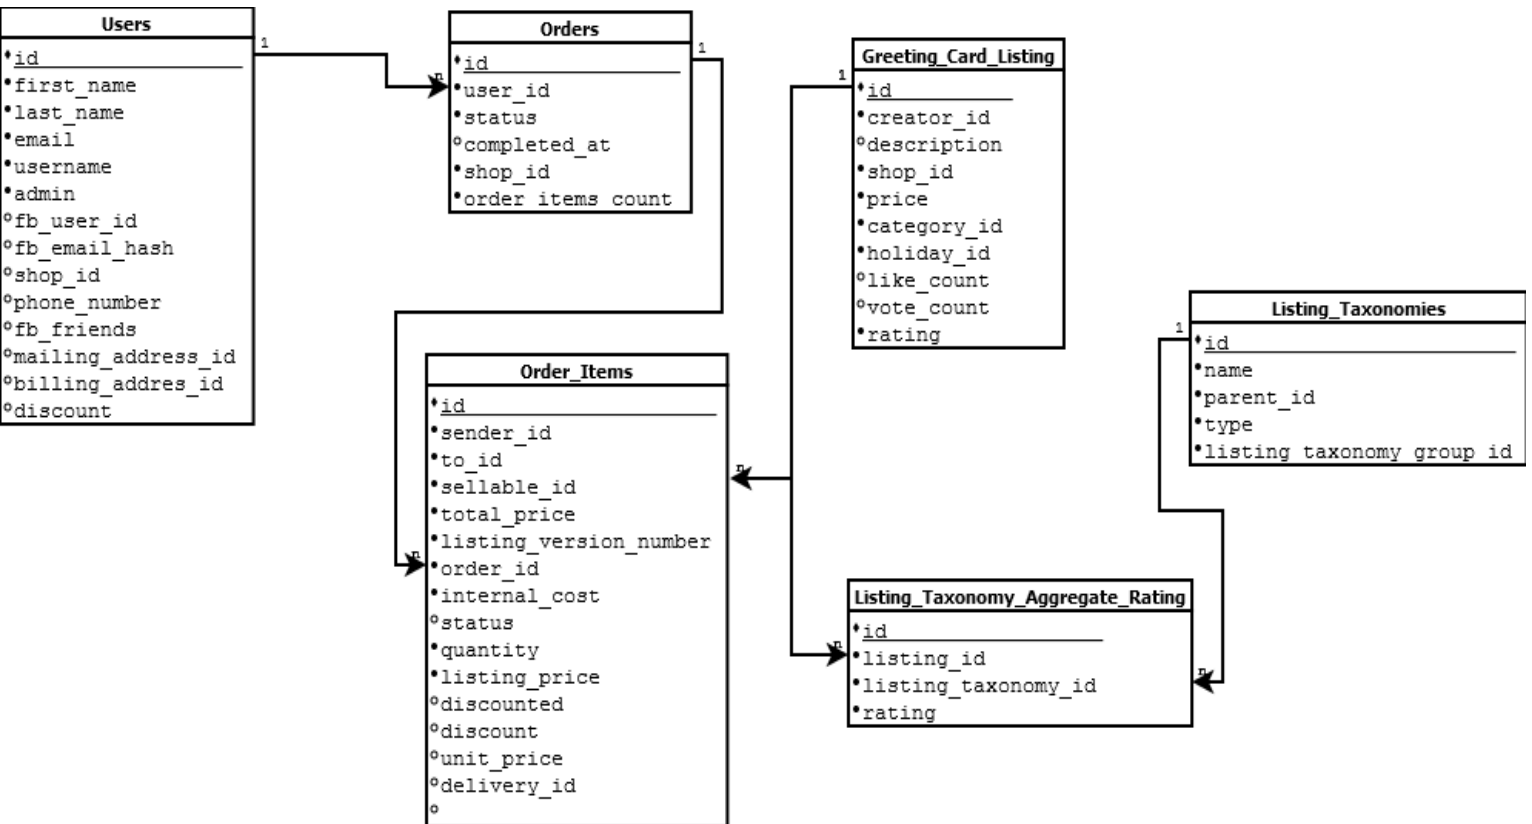 Users
id
first_name
last_name
email
username
admin
fb_user_id
fb_email_hash
shop_id
phone_number
fb_friends
mailing_address_id
billing_addres_id
discount
1
n
Orders
id
user_id
status
completed_at
shop_id
order_items_count
1
n
Order_Items
id
sender_id
to_id
sellable_id
total_price
listing_version_number
order_id
internal_cost
status
quantity
listing_price
discounted
discount
unit_price
delivery_id
Greeting_Card_Listing
id
creator_id
description
shop_id
price
category_id
holiday_id
like_count
vote_count
rating
1
n
n
Listing_Taxonomies
id
name
parent_id
type
listing_taxonomy_group_id
1
n
Listing_Taxonomy_Aggregate_Rating
id
listing_id
listing_taxonomy_id
rating